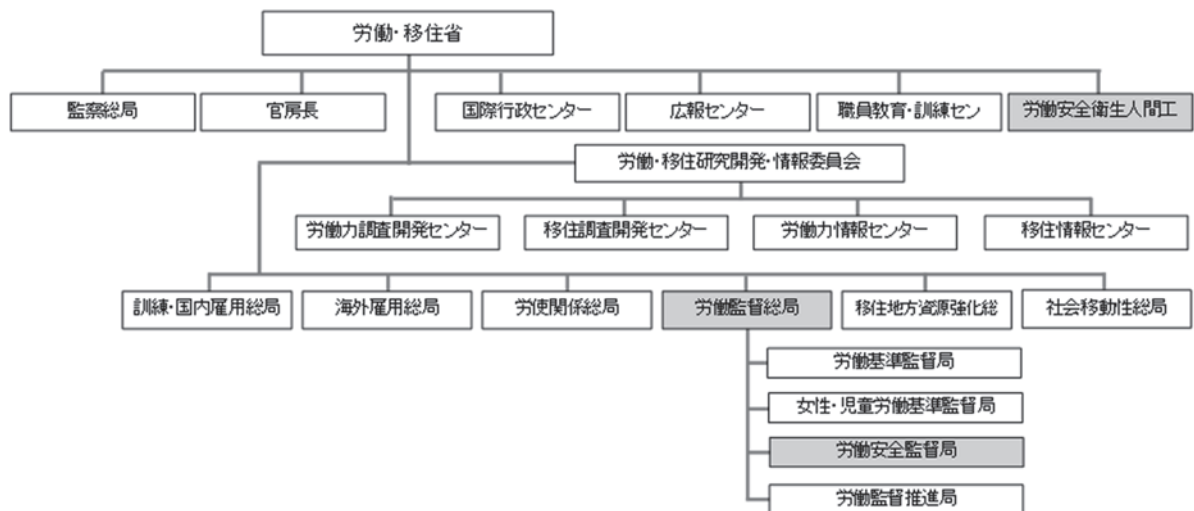 労働・移住省
監察総局
官房長
国際行政センター
広報センター
職員教育・訓練セン
労働安全衛生人間工
労働・移住研究開発・情報委員会
労働力調査開発センター
移住調査開発センター
労働力情報センター
移住情報センター
訓練・国内雇用総局
海外雇用総局
労使関係総局
労働監督総局
移住地方資源強化総
社会移動性総局
労働基準監督局
女性・児童労働基準監督局
労働安全監督局
労働監督推進局